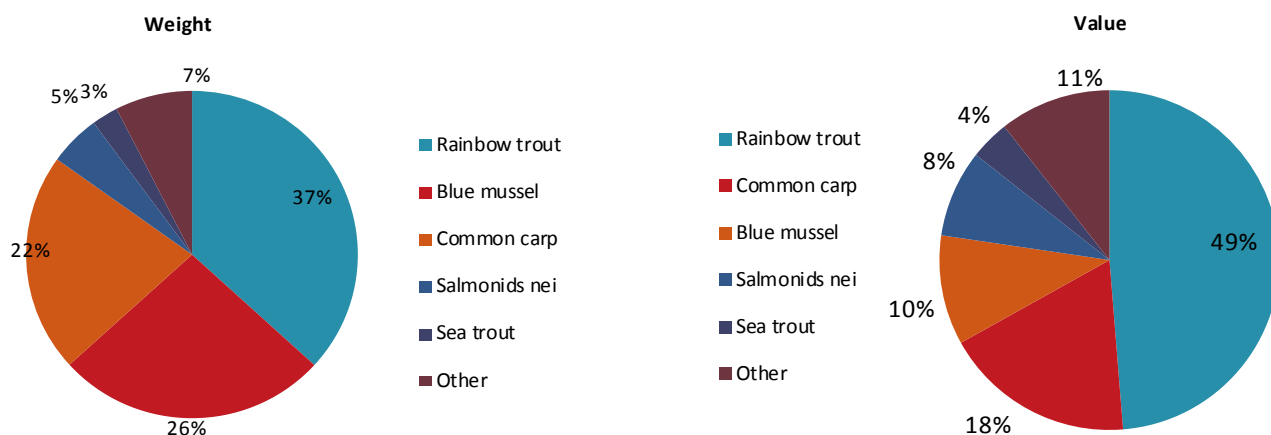 Weight
7%
3%
5%
37%
22%
26%
Rainbow trout
Blue mussel
Common carp
Salmonids nei
Sea trout
Other
Value
11%
4%
8%
49%
10%
18%
Rainbow trout
Common carp
Blue mussel
Salmonids nei
Sea trout
Other